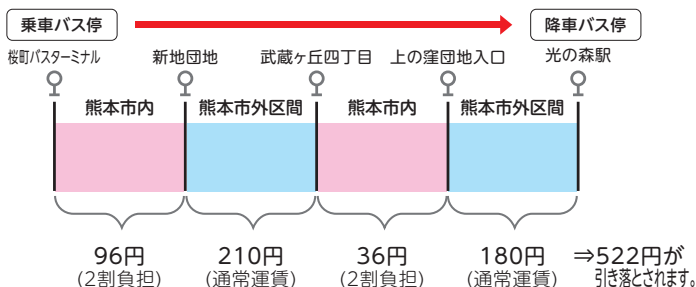 乗車バス停
降車バス停
桜町バスターミナル
新地団地
武蔵ヶ丘四丁目
上の窪団地入口
光の森駅
熊本市内
熊本市外区間
熊本市内
熊本市外区間
96円
210円
36円
180円
⇒522円が
(2割負担)
(通常運賃)
(2割負担)
(通常運賃)
引き落とされます。